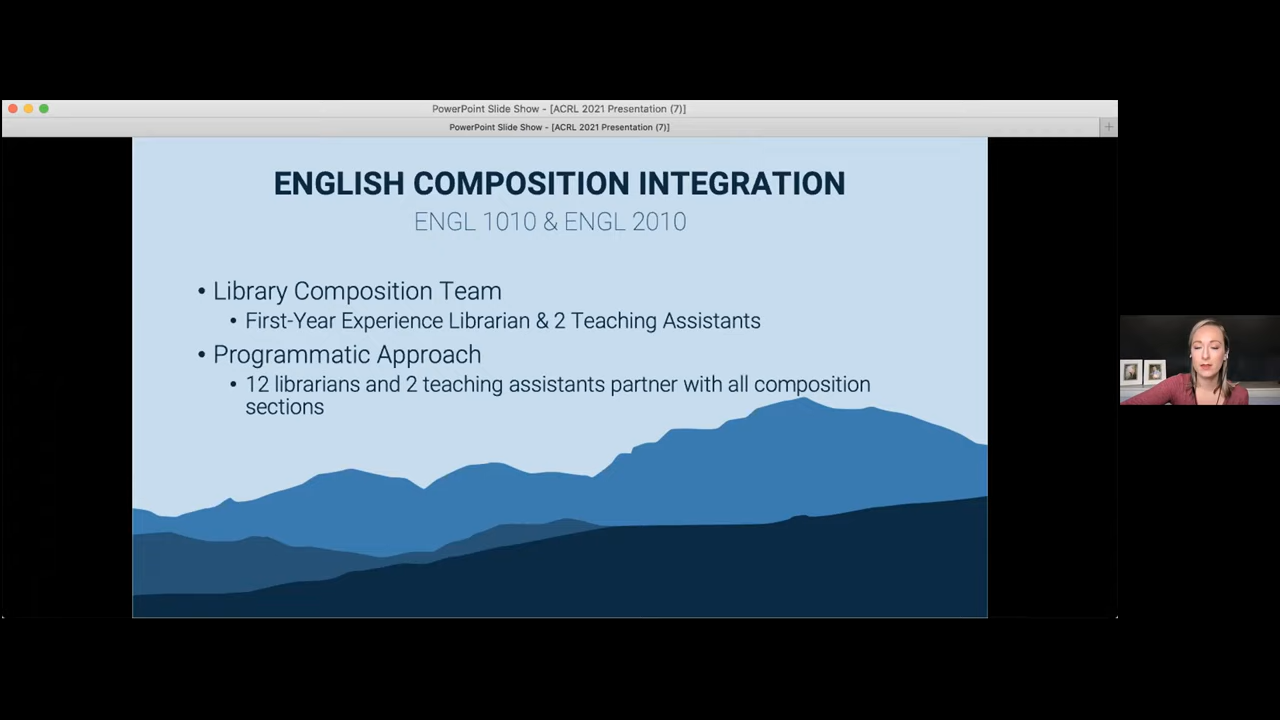 PowerPoint Slide Show - [ACRL 2021 Presentation (7)]
PowerPoint Slide Show - [ACRL 2021 Presentation (7)]
ENGLISH COMPOSITION INTEGRATION
ENGL 1010 & ENGL 2010
• Library Composition Team
• First-Year Experience Librarian & 2 Teaching Assistants
• Programmatic Approach
• 12 librarians and 2 teaching assistants partner with all composition
sections